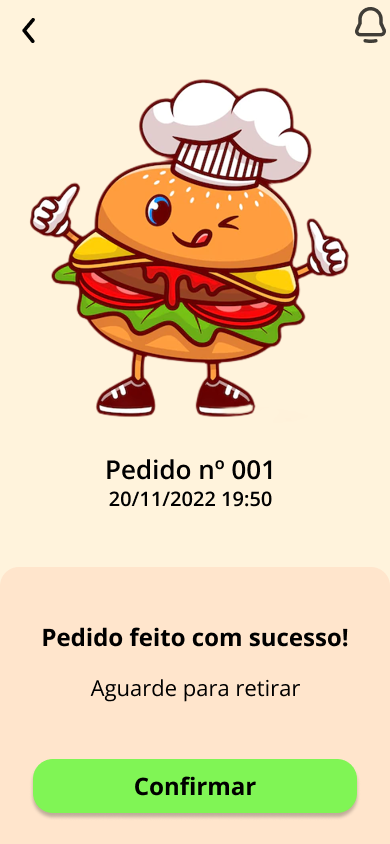 Pedido nº 001
20/11/2022 19:50
Pedido feito com sucesso!
Aguarde para retirar
Confirmar